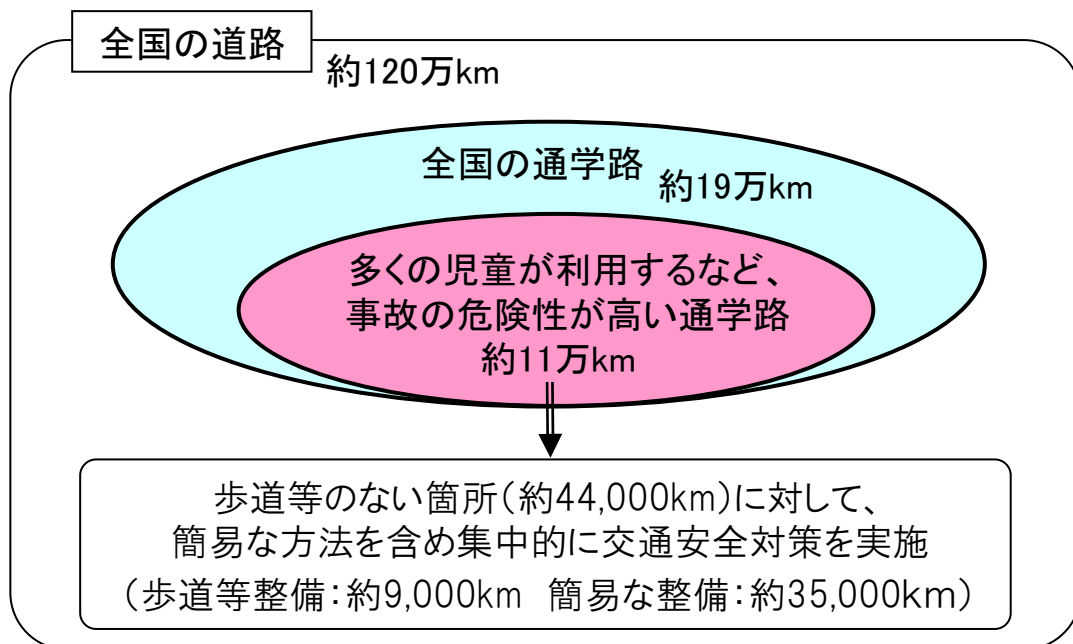 全国の道路
約120万km
全国の通学路
約19万km
多くの児童が利用するなど、
事故の危険性が高い通学路
約11万km
歩道等のない箇所（約44,000km）に対して、
簡易な方法を含め集中的に交通安全対策を実施
（歩道等整備：約9,000km　簡易な整備：約35,000km）